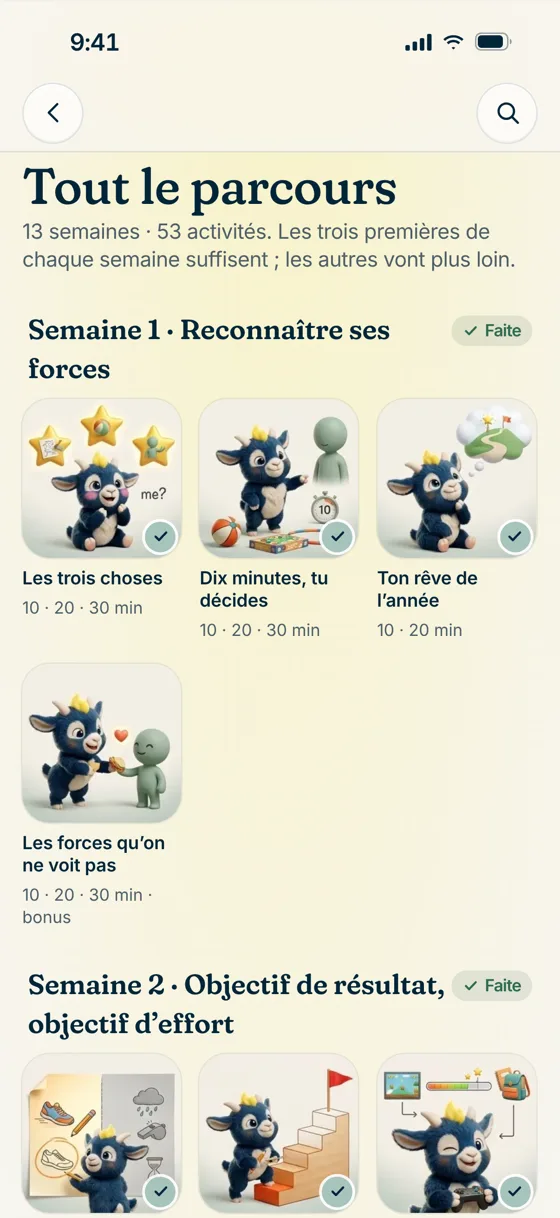 9:41
Tout le parcours
13 semaines · 53 activités. Les trois premières de
chaque semaine suffisent ; les autres vont plus loin.
Semaine 1 · Reconnaître ses
forces
Faite
me?
10
Les trois choses
10 · 20 · 30 min
Dix minutes, tu
décides
10 · 20 · 30 min
Ton rêve de
l’année
10 · 20 min
Les forces qu’on
ne voit pas
10 · 20 · 30 min ·
bonus
Semaine 2 · Objectif de résultat,
objectif d’effort
Faite